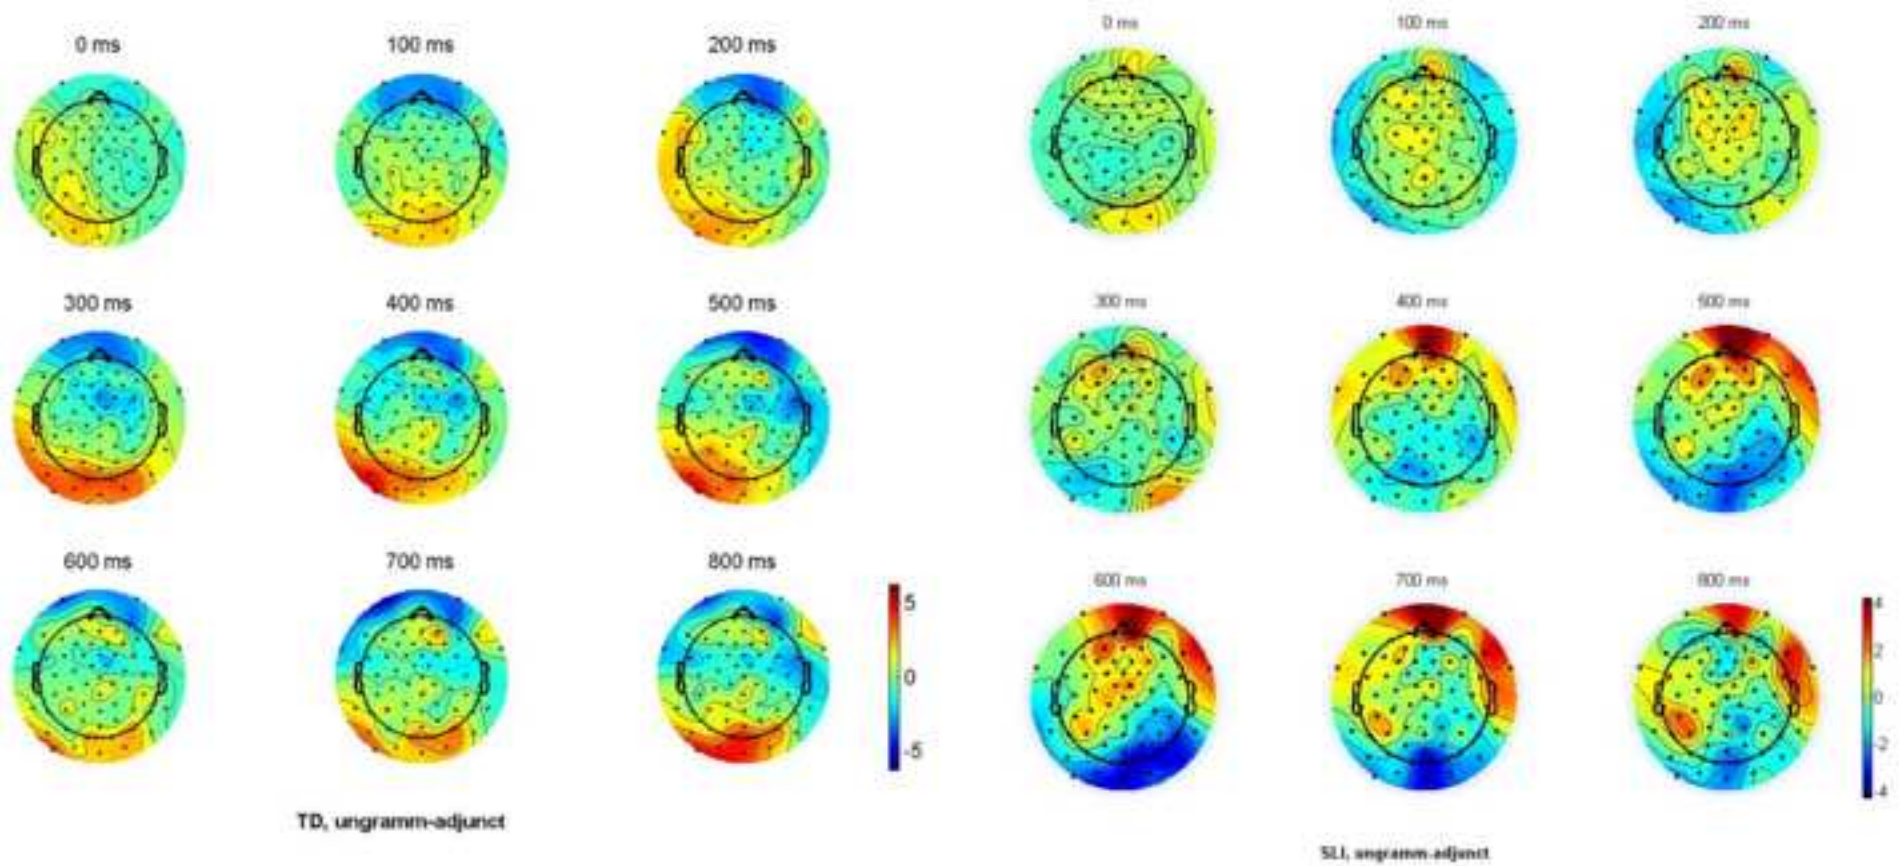 0 ms 100 ms 200 ms
300 ms 400 ms 500 ms
600 ms 700 ms 800 ms
5
0
-5
TD, ungramm-adjunct
0 ms 100 ms 200 ms
300 ms 400 ms 500 ms
600 ms 700 ms 800 ms
4
2
0
-2
-4
SLI, ungramm-adjunct